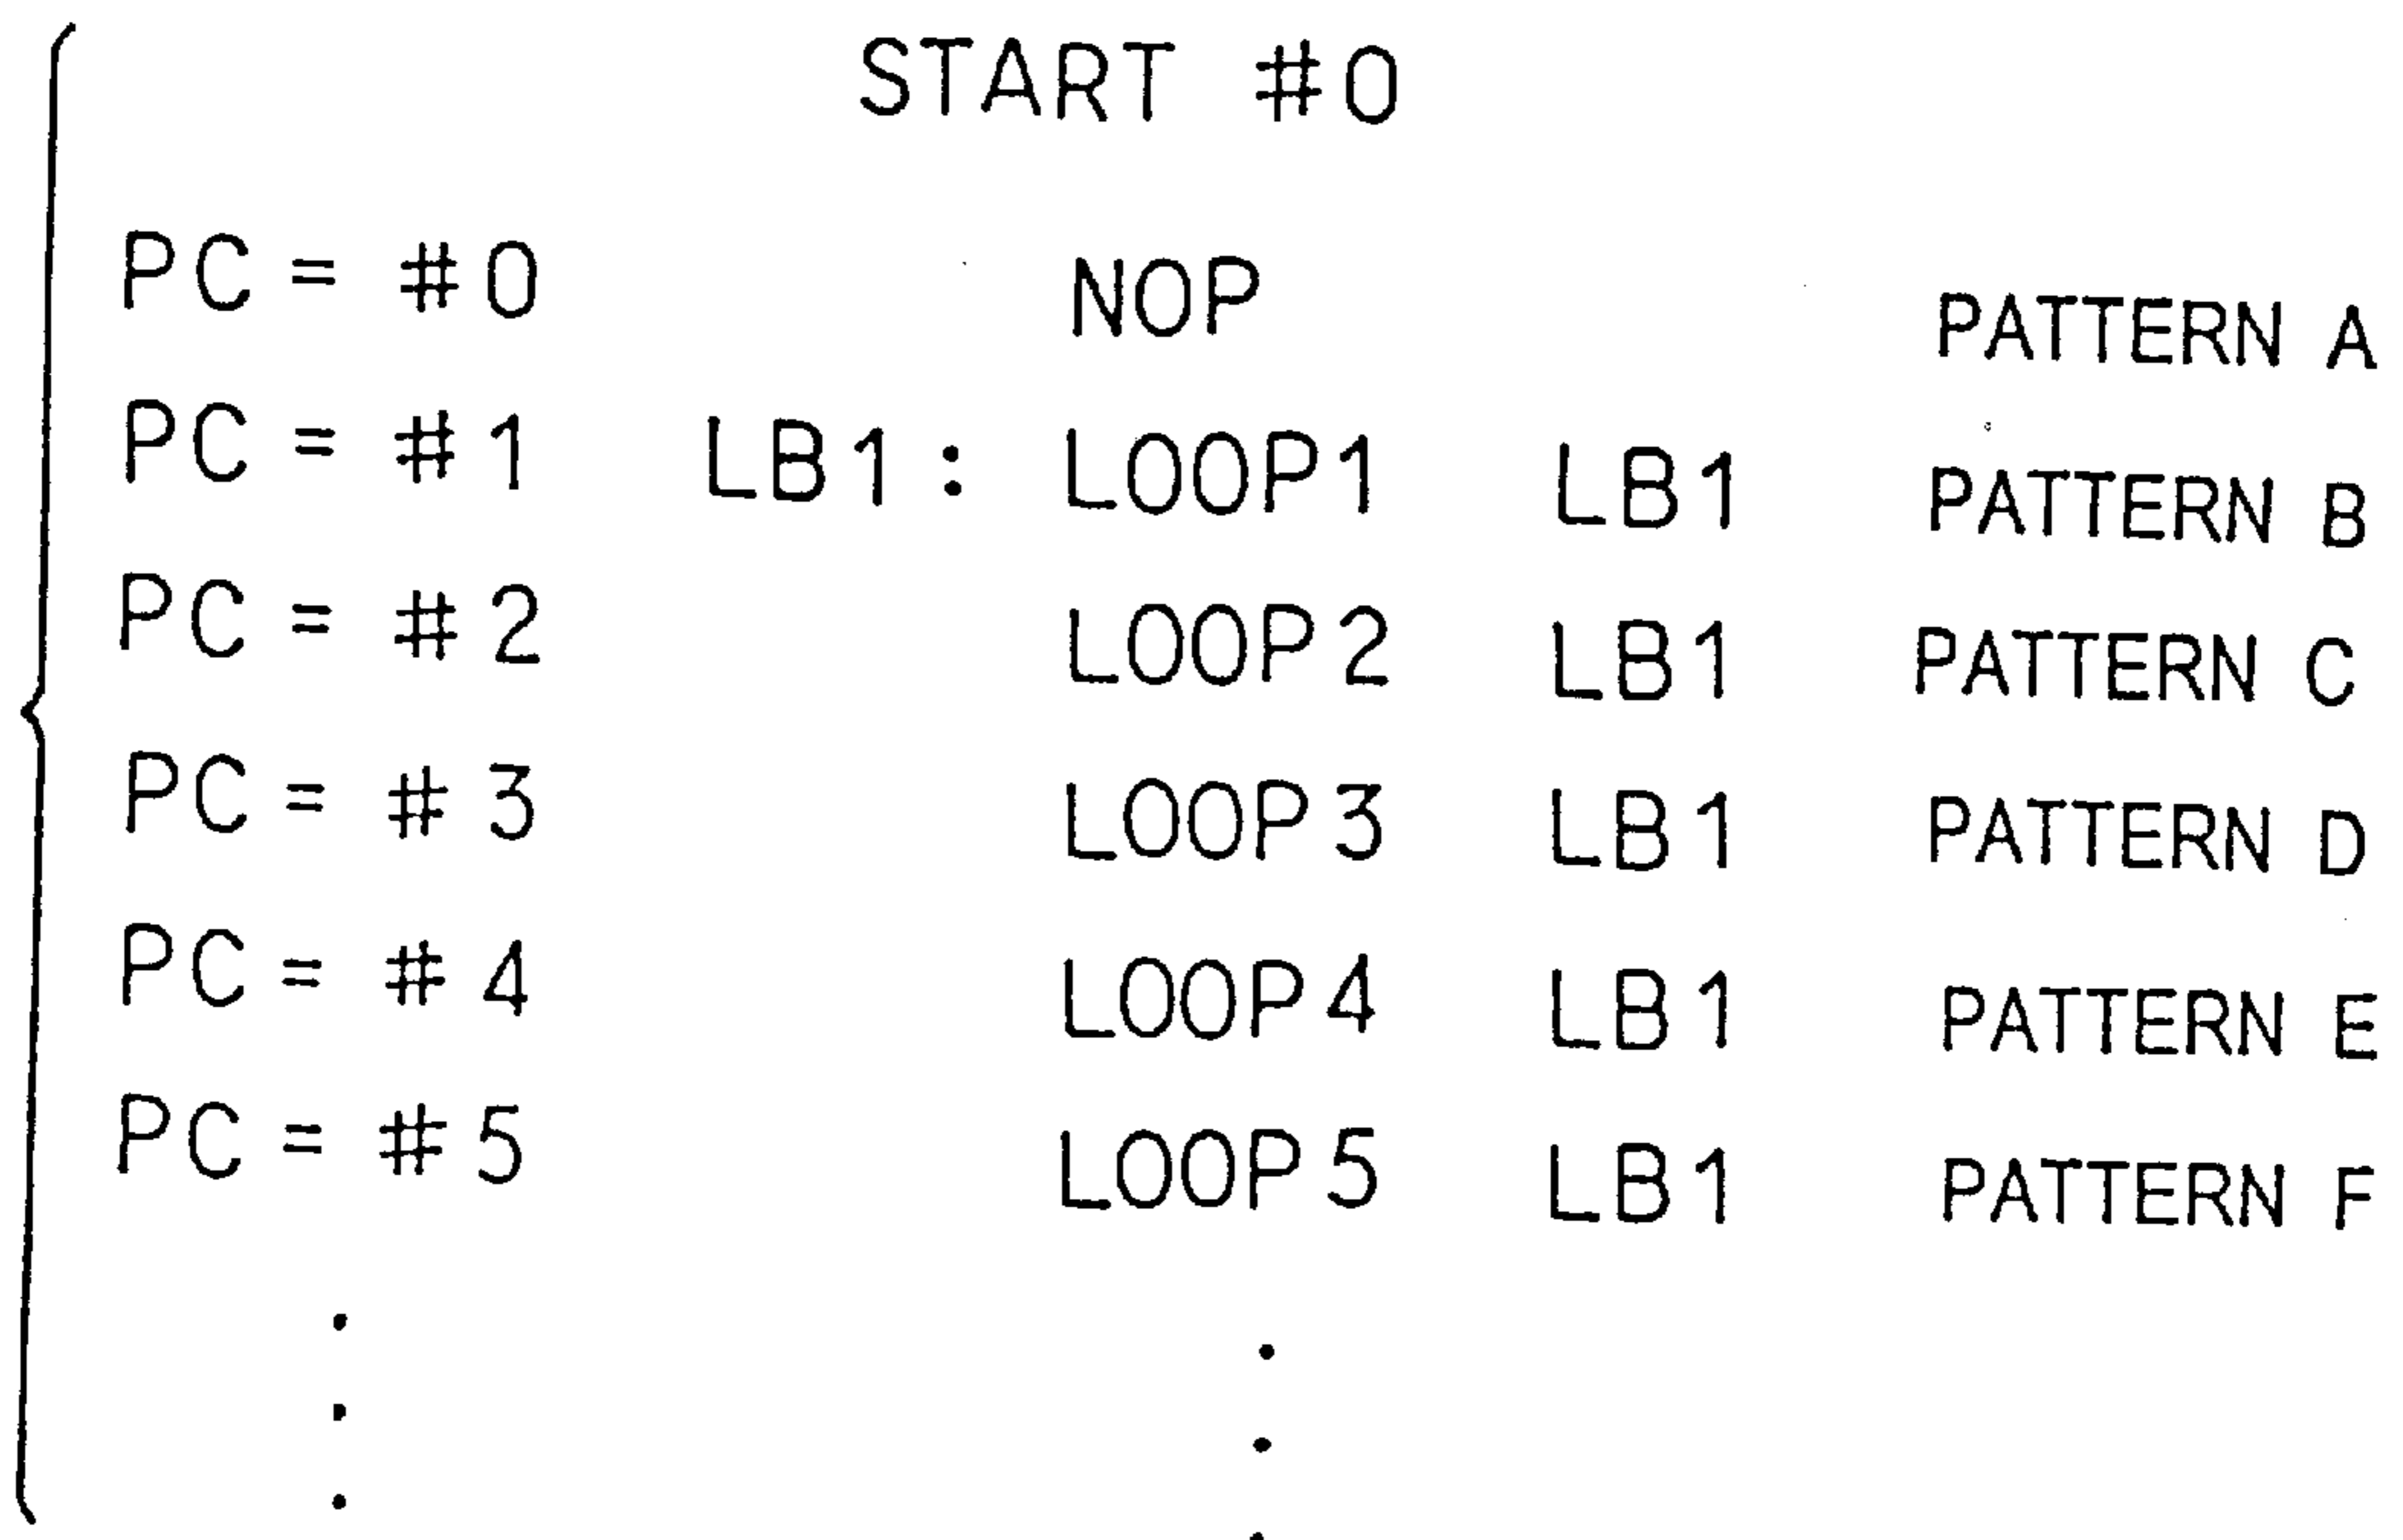 START #0
PC = #0 NOP PATTERN A
PC = #1 LB1: LOOP1 LB1 PATTERN B
PC = #2 LOOP2 LB1 PATTERN C
PC = #3 LOOP3 LB1 PATTERN D
PC = #4 LOOP4 LB1 PATTERN E
PC = #5 LOOP5 LB1 PATTERN F